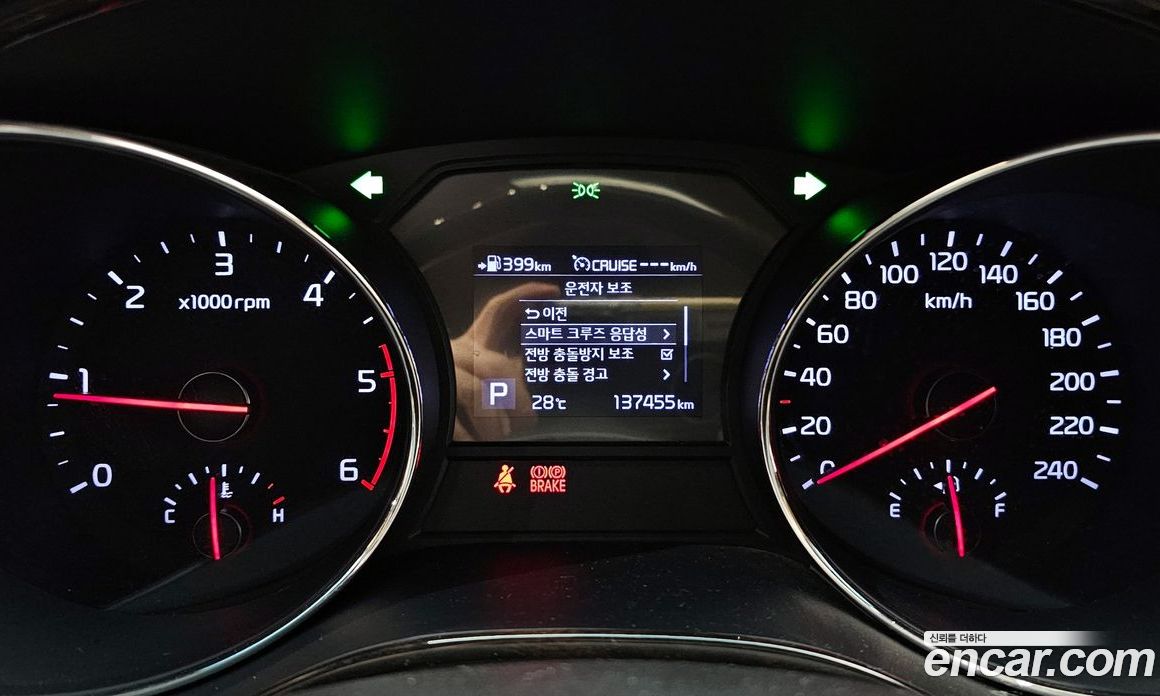 399km CRUISE---km/h
운전자 보조
이전
스마트 크루즈 응답성
전방 충돌방지 보조
전방 충돌 경고
P 28℃ 137455km
BRAKE
0
1
2
3
4
5
6
x1000rpm
C H
0
20
40
60
80
100
120
140
160
180
200
220
240
km/h
E F
신뢰를 더하다
encar.com